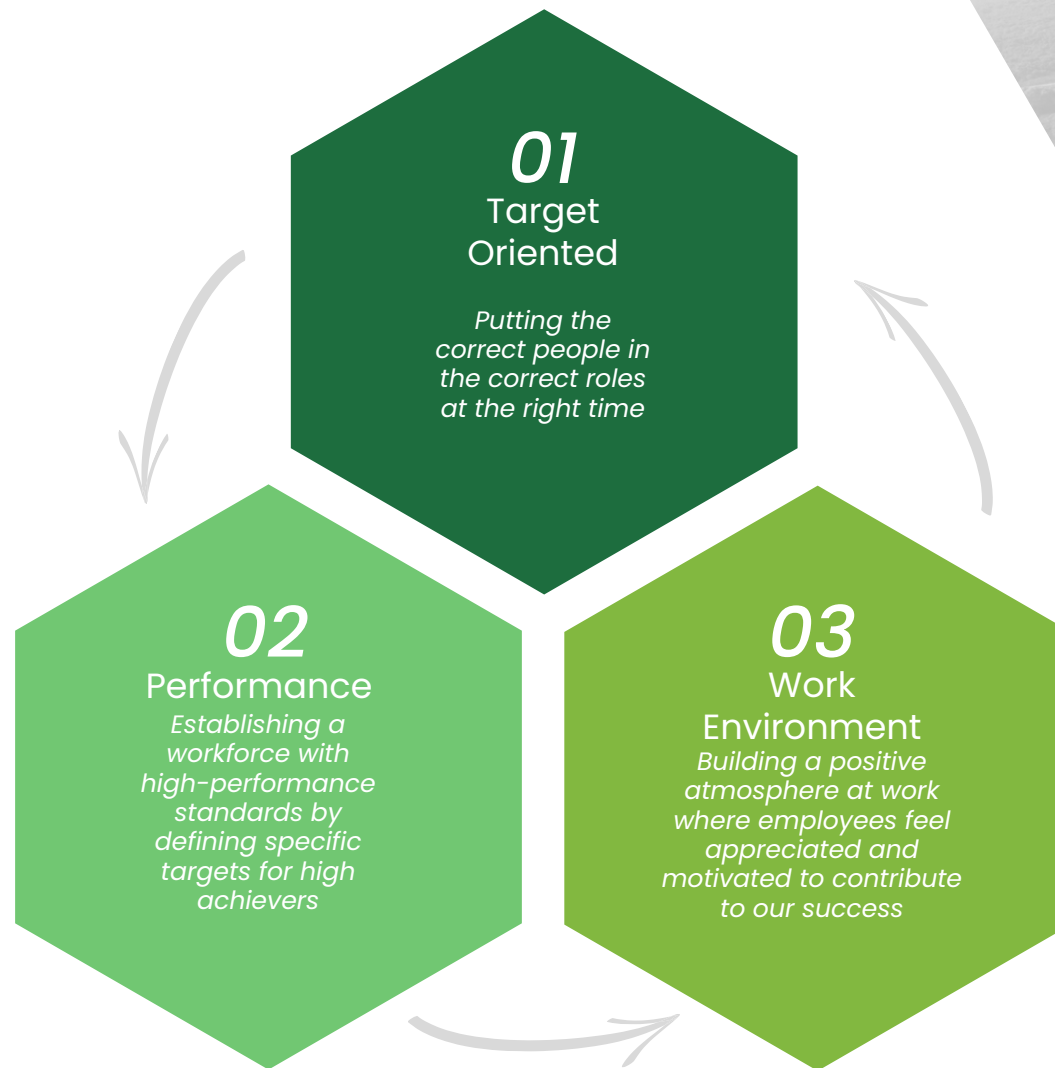 01
Target
Oriented
Putting the
correct people in
the correct roles
at the right time
02
Performance
Establishing a
workforce with
high-performance
standards by
defining specific
targets for high
achievers
03
Work
Environment
Building a positive
atmosphere at work
where employees feel
appreciated and
motivated to contribute
to our success